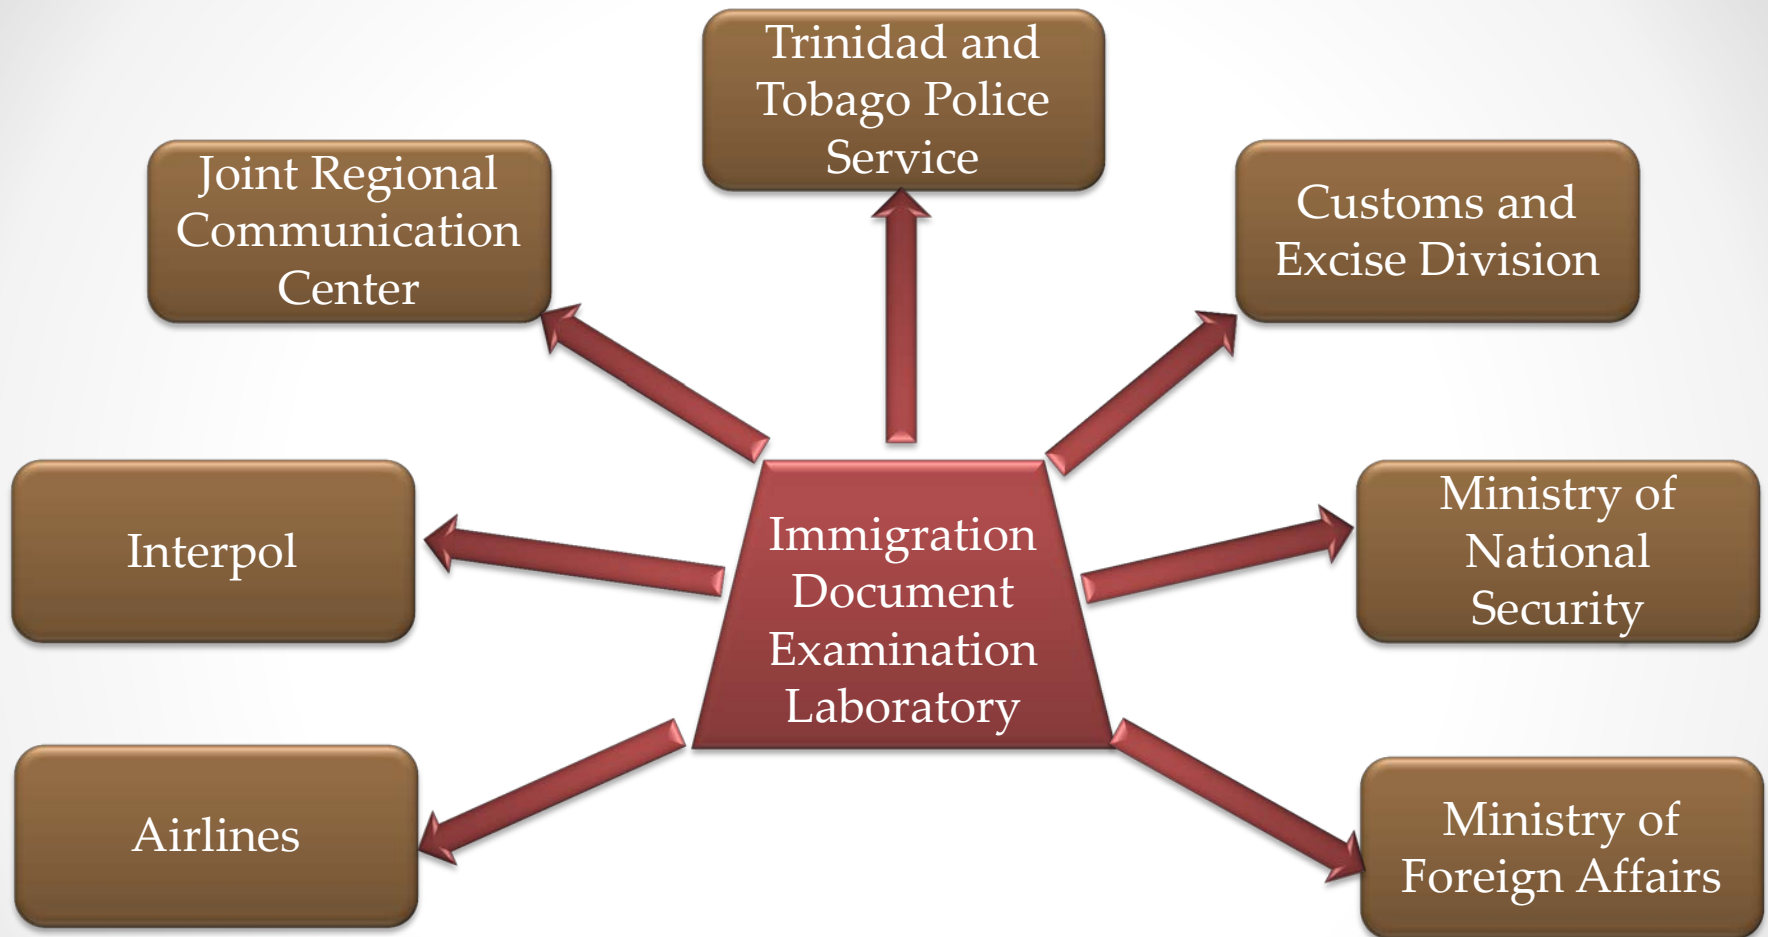 Trinidad and
Tobago Police
Service
Joint Regional
Communication
Center
Customs and
Excise Division
Interpol
Immigration
Document
Examination
Laboratory
Ministry of
National
Security
Airlines
Ministry of
Foreign Affairs